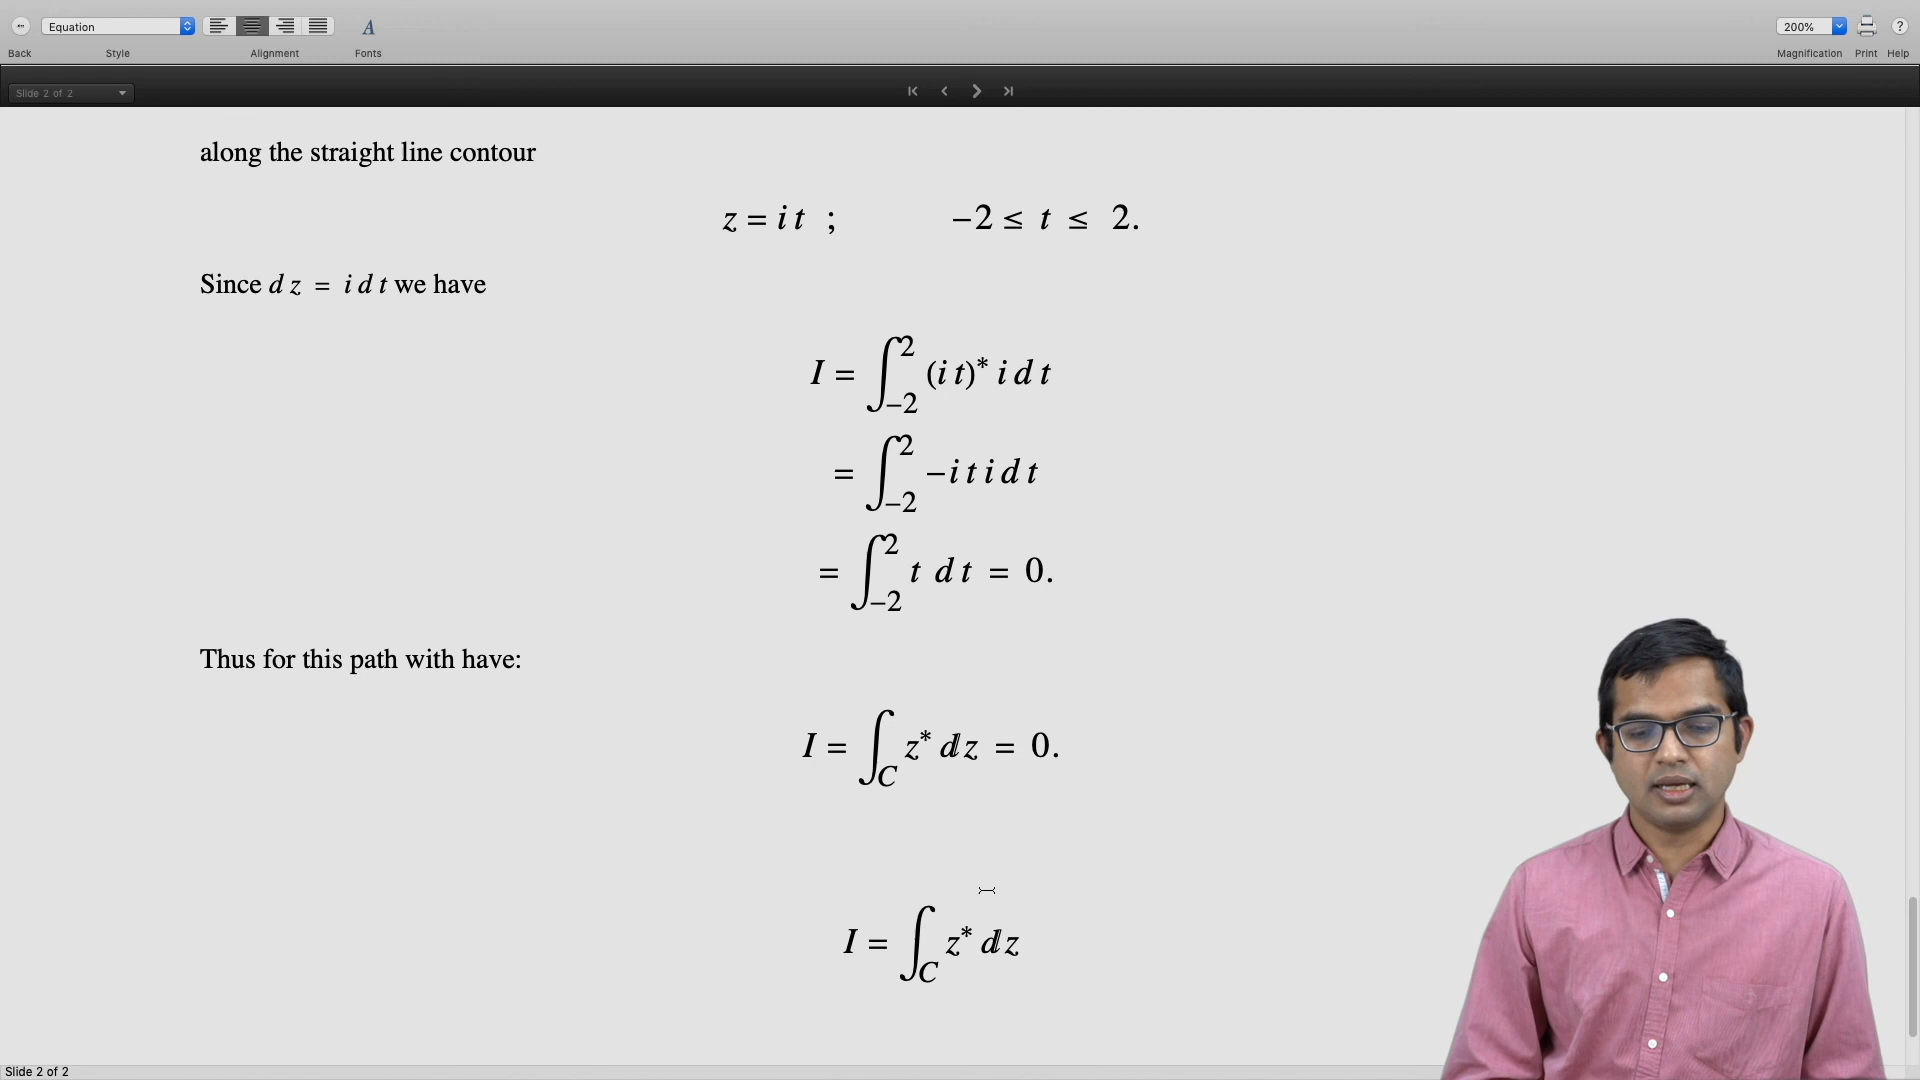 Equation
200%
Back
Style
Alignment
Fonts
Magnification
Print
Help
Slide 2 of 2
along the straight line contour
z = i t ; −2 ≤ t ≤ 2.
Since d z = i d t we have
I = ∫_{−2}^{2} (i t)* i d t
= ∫_{−2}^{2} −i t i d t
= ∫_{−2}^{2} t d t = 0.
Thus for this path with have:
I = ∫_C z* ⅆz = 0.
I = ∫_C z* ⅆz
Slide 2 of 2